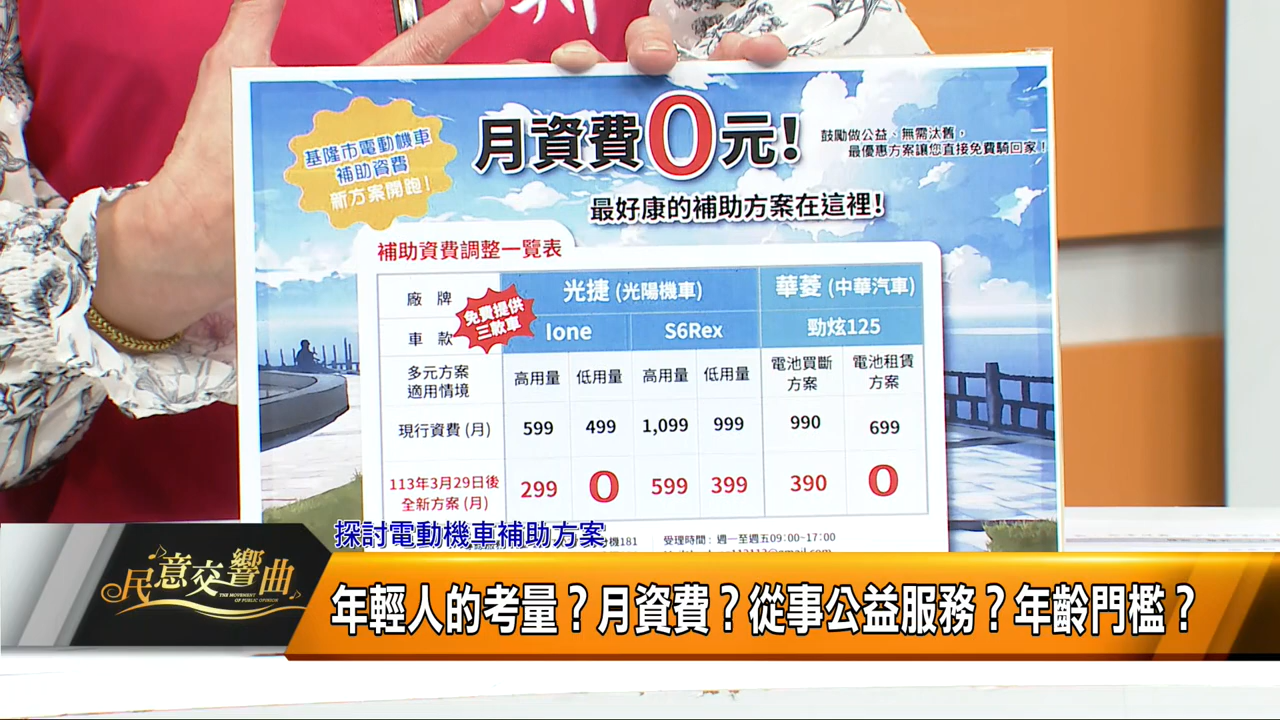 基隆市電動機車
補助資費
新方案開跑!
月資費0元!
鼓勵做公益、無需汰舊,
最優惠方案讓您直接免費騎回家!
最好康的補助方案在這裡!
補助資費調整一覽表
廠牌 光捷(光陽機車) 華菱(中華汽車)
免費提供
三款車
車款 Ione S6Rex 勁炫125
多元方案
適用情境 高用量 低用量 高用量 低用量 電池買斷
方案 電池租賃
方案
現行資費(月) 599 499 1,099 999 990 699
113年3月29日後
全新方案(月) 299 0 599 399 390 0
181 受理時間: 週一至週五09:00~17:00
探討電動機車補助方案
民意交響曲
THE MOVEMENT
OF PUBLIC OPINION
年輕人的考量?月資費?從事公益服務?年齡門檻?